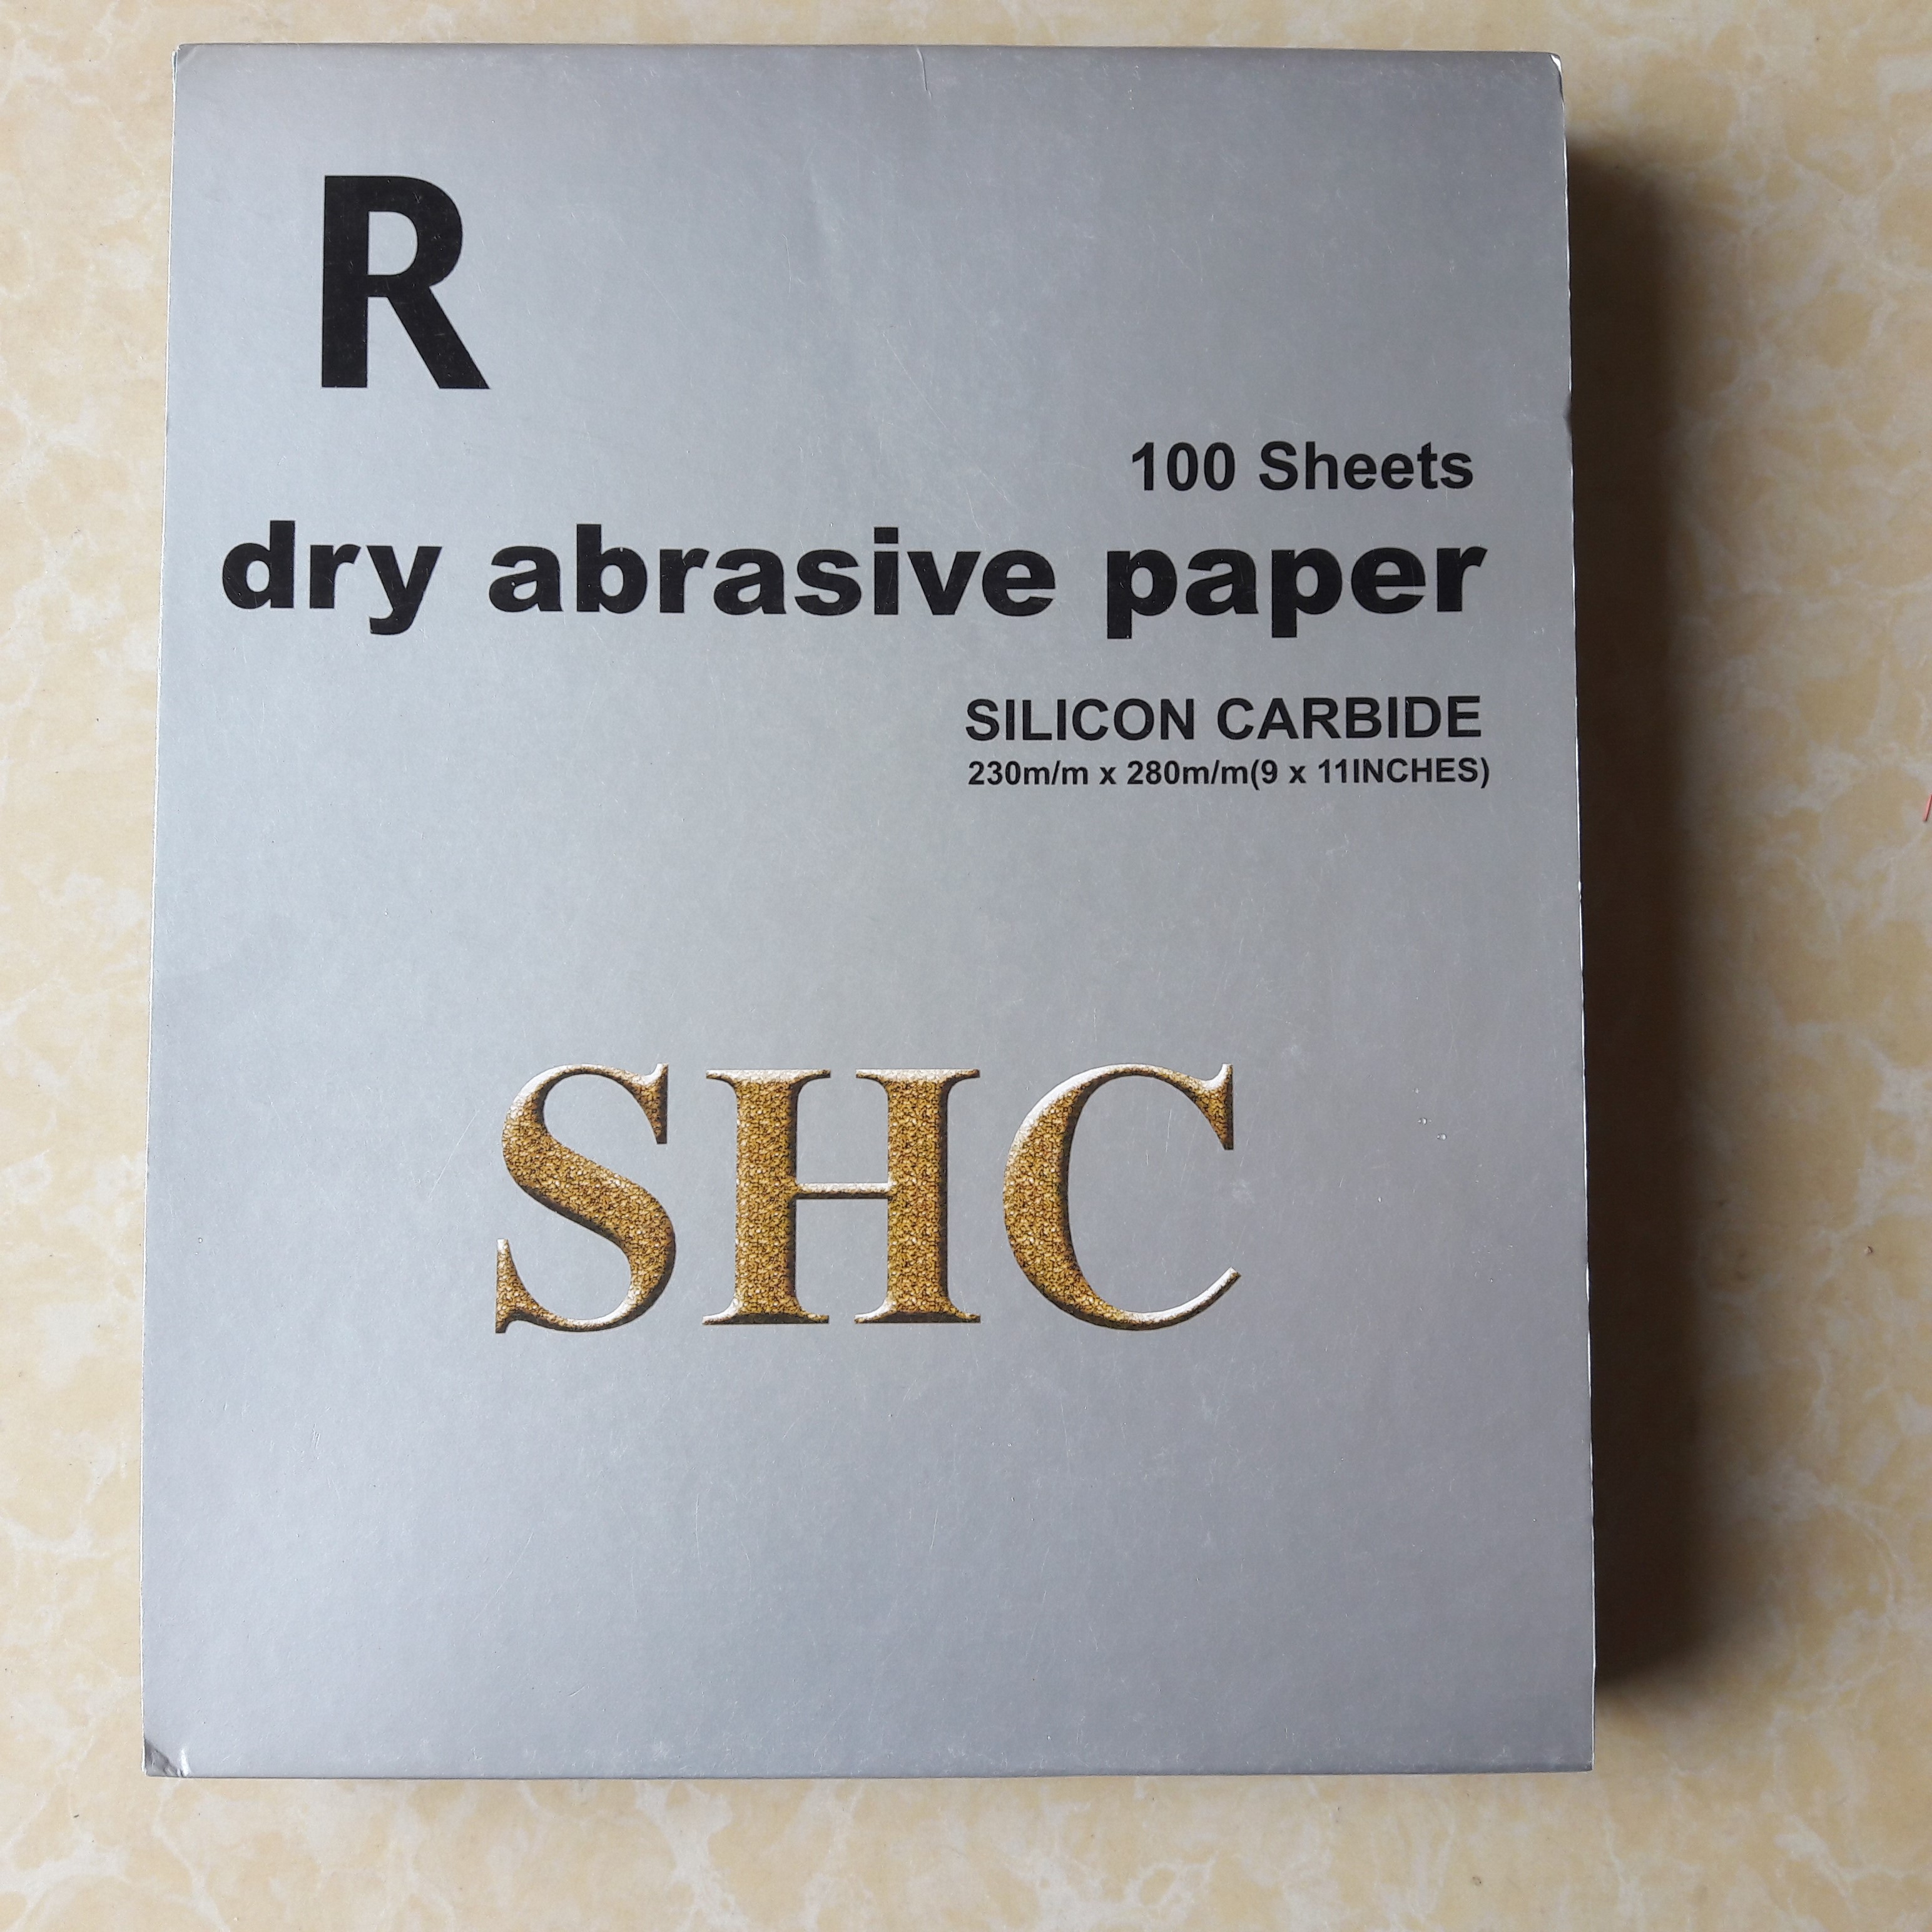 R
100 Sheets
dry abrasive paper
SILICON CARBIDE
230m/m x 280m/m(9 x 11INCHES)
SHC